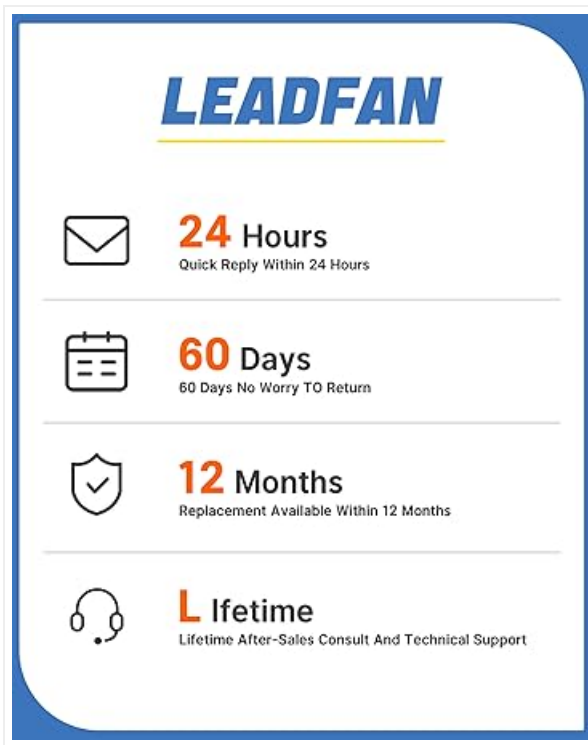 LEADFAN
24 Hours
Quick Reply Within 24 Hours
60 Days
60 Days No Worry TO Return
12 Months
Replacement Available Within 12 Months
L Ifetime
Lifetime After-Sales Consult And Technical Support